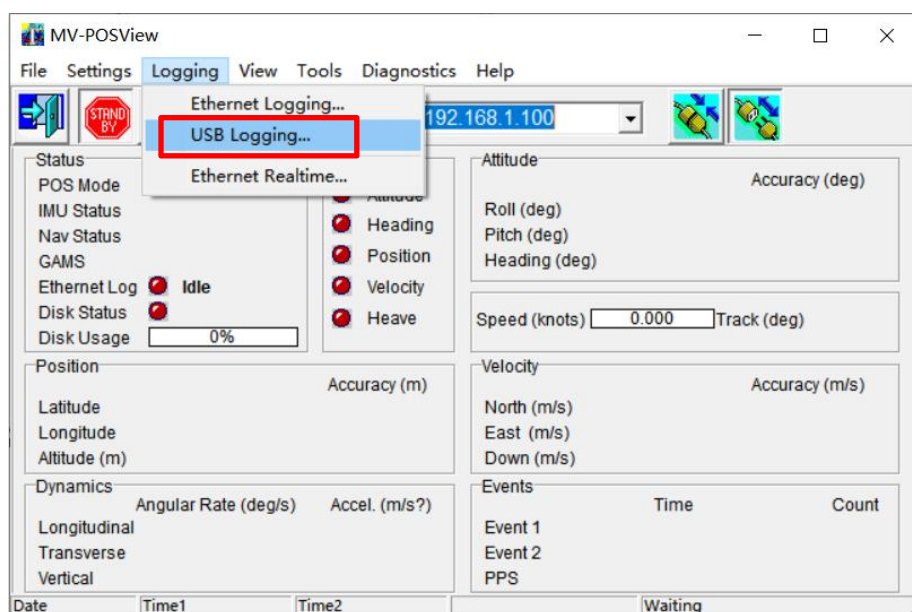 MV-POSView
File Settings Logging View Tools Diagnostics Help
STAND BY
192.168.1.100
Ethernet Logging...
USB Logging...
Ethernet Realtime...
Status
POS Mode
IMU Status
Nav Status
GAMS
Ethernet Log Idle
Disk Status
Disk Usage 0%
Attitude
Heading
Position
Velocity
Heave
Attitude
Accuracy (deg)
Roll (deg)
Pitch (deg)
Heading (deg)
Speed (knots) 0.000 Track (deg)
Position
Accuracy (m)
Latitude
Longitude
Altitude (m)
Velocity
Accuracy (m/s)
North (m/s)
East (m/s)
Down (m/s)
Dynamics
Angular Rate (deg/s) Accel. (m/s?)
Longitudinal
Transverse
Vertical
Events
Time Count
Event 1
Event 2
PPS
Date Time1 Time2 Waiting